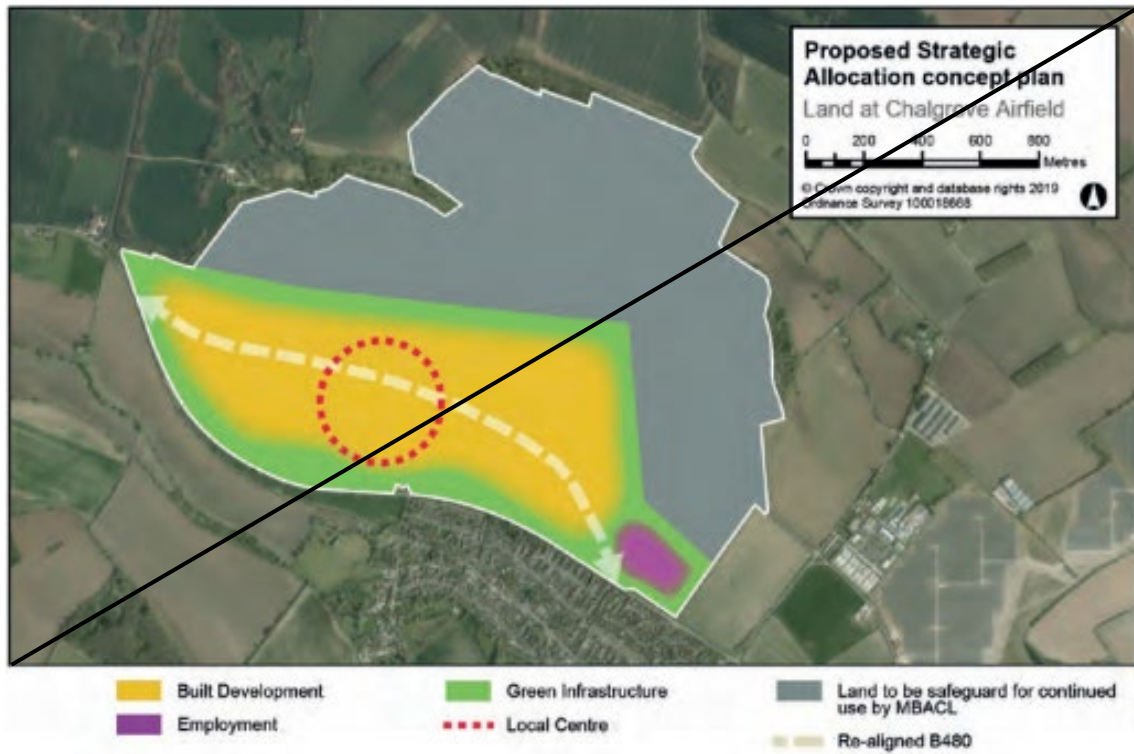 Proposed Strategic
Allocation concept plan
Land at Chalgrove Airfield
0 200 400 600 800
Metres
© Crown copyright and database rights 2019
Ordnance Survey 100018668
Built Development
Employment
Green Infrastructure
Local Centre
Land to be safeguard for continued
use by MBACL
Re-aligned B480